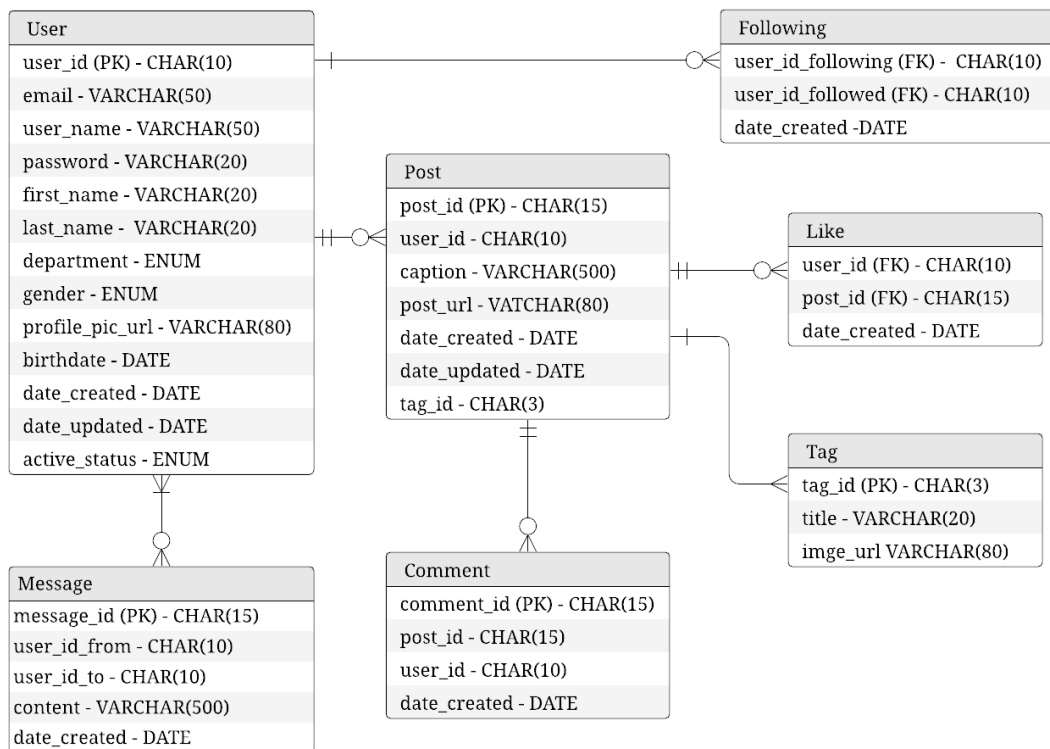 User
user_id (PK) - CHAR(10)
email - VARCHAR(50)
user_name - VARCHAR(50)
password - VARCHAR(20)
first_name - VARCHAR(20)
last_name -  VARCHAR(20)
department - ENUM
gender - ENUM
profile_pic_url - VARCHAR(80)
birthdate - DATE
date_created - DATE
date_updated - DATE
active_status - ENUM
Following
user_id_following (FK) -  CHAR(10)
user_id_followed (FK) - CHAR(10)
date_created -DATE
Post
post_id (PK) - CHAR(15)
user_id - CHAR(10)
caption - VARCHAR(500)
post_url - VATCHAR(80)
date_created - DATE
date_updated - DATE
tag_id - CHAR(3)
Like
user_id (FK) - CHAR(10)
post_id (FK) - CHAR(15)
date_created - DATE
Tag
tag_id (PK) - CHAR(3)
title - VARCHAR(20)
imge_url VARCHAR(80)
Message
message_id (PK) - CHAR(15)
user_id_from - CHAR(10)
user_id_to - CHAR(10)
content - VARCHAR(500)
date_created - DATE
Comment
comment_id (PK) - CHAR(15)
post_id - CHAR(15)
user_id - CHAR(10)
date_created - DATE